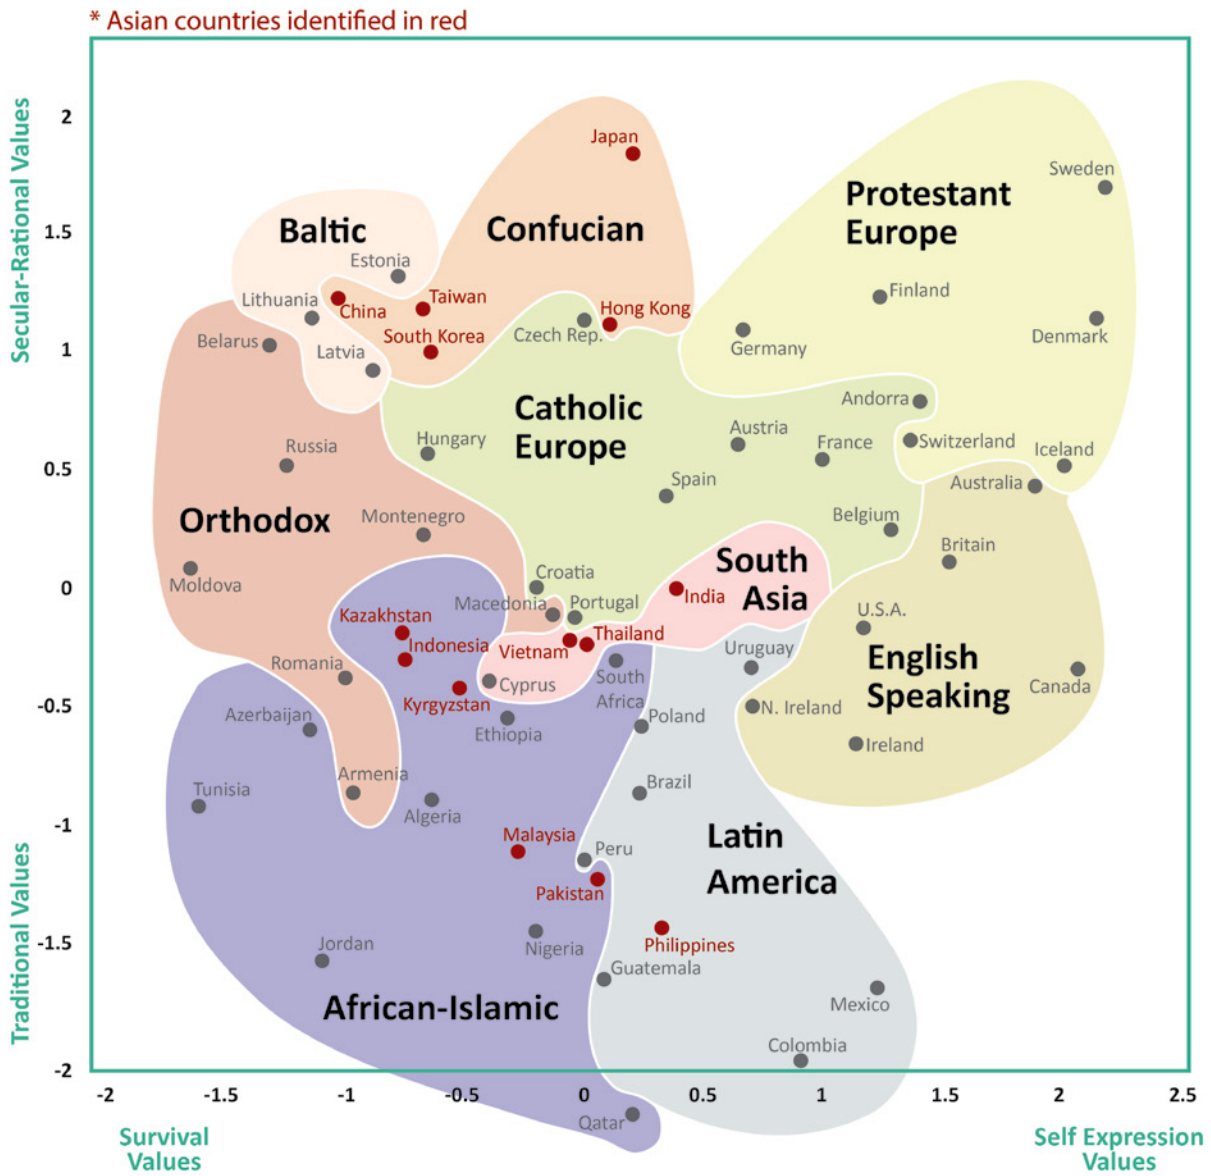 * Asian countries identified in red
Secular-Rational Values
Traditional Values
2
1.5
1
0.5
0
-0.5
-1
-1.5
-2
Japan
Sweden
Protestant
Europe
Baltic
Confucian
Estonia
Finland
Lithuania
China
Taiwan
Hong Kong
South Korea
Czech Rep.
Belarus
Latvia
Germany
Denmark
Catholic
Europe
Andorra
Hungary
Austria
France
Switzerland
Russia
Iceland
Spain
Australia
Orthodox
Montenegro
Belgium
Britain
South
Asia
Moldova
Croatia
Macedonia
Portugal
India
Kazakhstan
Indonesia
Vietnam
Thailand
U.S.A.
Uruguay
English
Speaking
Romania
Cyprus
South
Africa
Kyrgyzstan
Canada
Azerbaijan
Ethiopia
Poland
N. Ireland
Ireland
Armenia
Tunisia
Algeria
Brazil
Malaysia
Peru
Latin
America
Pakistan
Nigeria
Philippines
Jordan
Guatemala
African-Islamic
Mexico
Colombia
Qatar
-2
-1.5
-1
-0.5
0
0.5
1
1.5
2
2.5
Survival
Values
Self Expression
Values